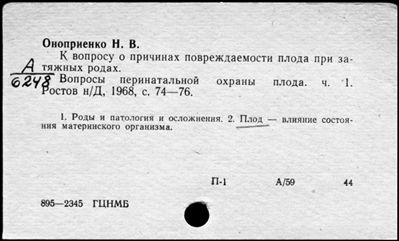 Оноприенко Н. В.
К вопросу о причинах повреждаемости плода при за-
тяжных родах.
А
6248
Вопросы перинатальной охраны плода. ч. 1.
Ростов н/Д, 1968, с. 74—76.
1. Роды и патология и осложнения. 2. Плод — влияние состоя-
ния материнского организма.
П-1 А/59 44
895—2345 ГЦНМБ